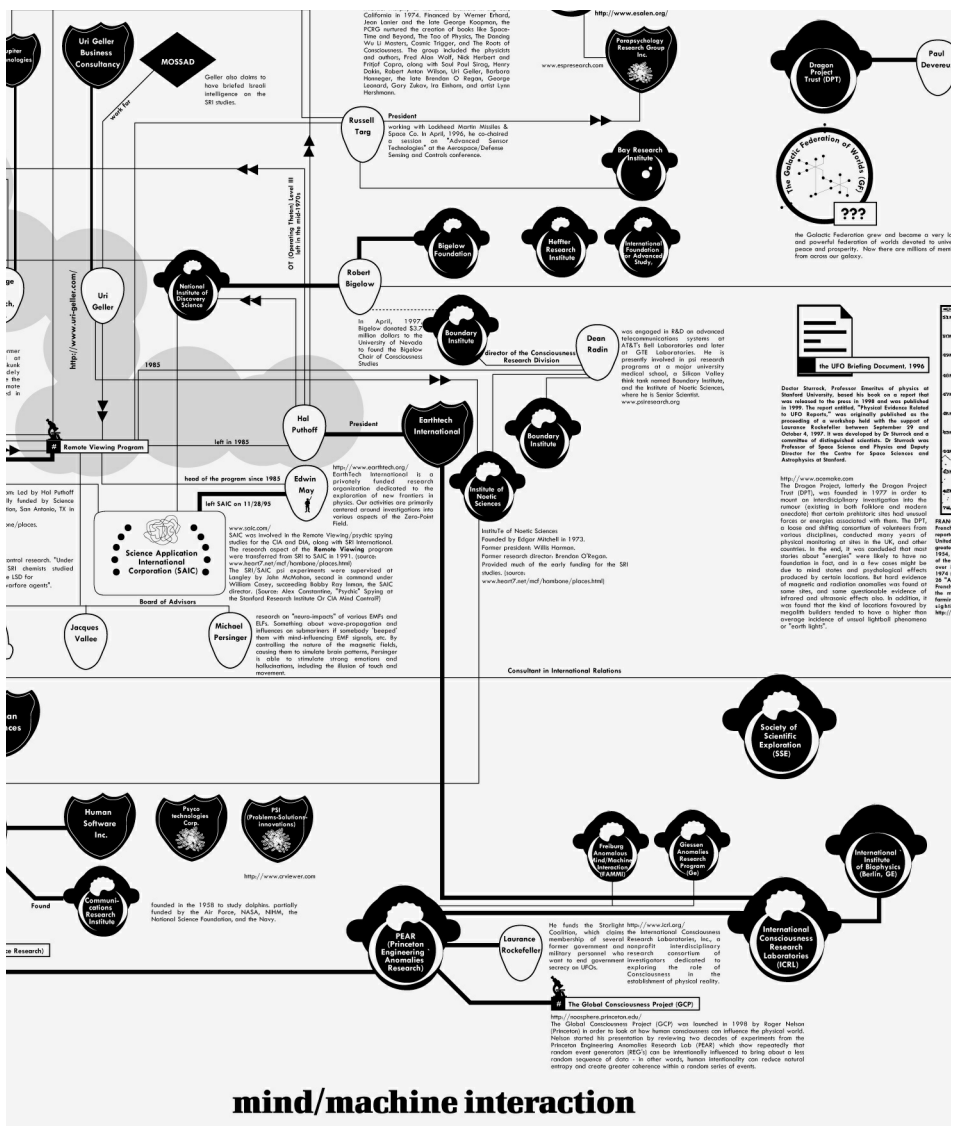 California in 1974. Financed by Werner Erhard,
Jean Lanier and the late George Koopman, the
PCRG nurtured the creation of books like Space-
Time and Beyond, The Tao of Physics, The Dancing
Wu Li Masters, Cosmic Trigger, and The Roots of
Consciousness. The group included the physicists
and authors, Fred Alan Wolf, Nick Herbert and
Fritjof Capra, along with Saul Paul Sirag, Henry
Dakin, Robert Anton Wilson, Uri Geller, Barbara
Honneger, the late Brendan O Regan, George
Leonard, Gary Zukav, Ira Einhorn, and artist Lynn
Hershmann.
http://www.esalen.org/
Parapsychology
Research Group
Inc.
www.espresearch.com
Dragon
Project
Trust (DPT)
Paul
Uri Geller
Business
Consultancy
MOSSAD
work for
Geller also claims to
have briefed Isreali
intelligence on the
SRI studies.
Russell
Targ
President
working with Lockheed Martin Missiles &
Space Co. In April, 1996, he co-chaired
a session on "Advanced Sensor
Technologies" at the Aerospace/Defense
Sensing and Controls conference.
Bay Research
Institute
The Galactic Federation of Worlds (GF)
???
the Galactic Federation grew and became a very
and powerful federation of worlds devoted to
peace and prosperity. Now there are millions of
from across our galaxy.
OT (Operating Thetan) Level III
left in the mid-1970s
Bigelow
Foundation
Heffter
Research
Institute
International
Foundation
or Advanced
Study.
http://www.uri-geller.com/
Uri
Geller
National
Institute of
Discovery
Science
Robert
Bigelow
In April, 1997,
Bigelow donated $3.7
million dollers to the
University of Nevada
to found the Bigelow
Chair of Consciousness
Studies
Boundary
Institute
director of the Consciousness
Research Division
Dean
Radin
was engaged in R&D on advanced
telecommunications systems at
AT&T's Bell Laboratories and later
at GTE Laboratories. He is
presently involved in psi research
programs at a major university
medical school, a Silicon Valley
think tank named Boundary Institute,
and the Institute of Noetic Sciences,
where he is Senior Scientist.
www.psiresearch.org
the UFO Briefing Document, 1996
Doctor Sturrock, Professor Emeritus of physics at
Stanford University, based his book on a report that
was released to the press in 1998 and was published
in 1999. The report entitled, "Physical Evidence Related
to UFO Reports," was originally published as the
proceeding of a workshop held with the support of
Laurance Rockefeller between September 29 and
October 4, 1997. It was developed by Dr Sturrock and a
committee of distinguished scientists. Dr Sturrock was
Professor of Space Science and Physics and Deputy
Director for the Centre for Space Sciences and
Astrophysics at Stanford.
1985
Hal
Puthoff
President
Earthtech
International
Boundary
Institute
# Remote Viewing Program
left in 1985
head of the program since 1985
Edwin
May
left SAIC on 11/28/95
http://www.earthtech.org/
EarthTech International is a
privately funded research
organization dedicated to the
exploration of new frontiers in
physics. Our activities are primarily
centered around investigations into
various aspects of the Zero-Point
Field.
Institute of
Noetic
Sciences
http://www.acemake.com
The Dragon Project, latterly the Dragon Project
Trust (DPT), was founded in 1977 in order to
mount an interdisciplinary investigation into the
rumour (existing in both folklore and modern
anecdote) that certain prehistoric sites had unusual
forces or energies associated with them. The DPT,
a loose and shifting consortium of volunteers from
various disciplines, conducted many years of
physical monitoring at sites in the UK, and other
countries. In the end, it was concluded that most
stories about "energies" were likely to have no
foundation in fact, and in a few cases might be
due to mind states and psychological effects
produced by certain locations. But hard evidence
of magnetic and radiation anomalies was found at
some sites, and some questionable evidence of
infrared and ultrasonic effects also. In addition, it
was found that the kind of locations favoured by
megalith builders tended to have a higher than
average incidence of unsual lightball phenomena
or "earth lights".
Led by Hal Puthoff
funded by Science
San Antonio, TX in
Science Application
International
Corporation (SAIC)
www.saic.com/
SAIC was involved in the Remote Viewing/psychic spying
studies for the CIA and DIA, along with SRI International.
The research aspect of the Remote Viewing program
were transferred from SRI to SAIC in 1991. (source:
www.heart7.net/mcf/hambone/places.html)
The SRI/SAIC psi experiments were supervised at
Langley by John McMahon, second in command under
William Casey, succeeding Bobby Ray Inman, the SAIC
director. (Source: Alex Constantine, "Psychic" Spying at
the Stanford Research Institute Or CIA Mind Control?)
InstituTe of Noetic Sciences
Founded by Edgar Mitchell in 1973.
Former president: Willis Harman.
Former research director: Brendan O'Regan.
Provided much of the early funding for the SRI
studies. (source:
www.heart7.net/mcf/hambone/places.html)
control research. "Under
SRI chemists studied
LSD for
warfare agent".
Board of Advisors
Jacques
Vallee
Michael
Persinger
research on "neuro-impacts" of various EMFs and
ELFs. Something about wave-propagation and
influences on submariners if somebody 'beeped'
them with mind-influencing EMF signals, etc. By
controlling the nature of the magnetic fields,
causing them to simulate brain patterns, Persinger
is able to stimulate strong emotions and
hallucinations, including the illusion of touch and
movement.
Consultant in International Relations
Society of
Scientific
Exploration
(SSE)
Human
Software
Inc.
Psyco
technologies
Corp.
PSI
(Problems-Solutions-
innovations)
http://www.crviewer.com
Found
Communi-
cations
Research
Institute
founded in the 1958 to study dolphins. partially
funded by the Air Force, NASA, NIHM, the
National Science Foundation, and the Navy.
Freiburg
Anomalous
Mind/Machine
Interaction
(FAMMI)
Giessen
Anomalies
Research
Program
(Ge)
International
Institute
of Biophysics
(Berlin, GE)
Research)
PEAR
(Princeton
Engineering
Anomalies
Research)
Laurance
Rockefeller
He funds the Starlight
Coalition, which claims
membership of several
former government and
military personnel who
want to end government
secrecy on UFOs.
http://www.icrl.org/
the International Consciousness
Research Laboratories, Inc., a
nonprofit interdisciplinary
research consortium of
investigators dedicated to
exploring the role of
Consciousness in the
establishment of physical reality.
International
Consciousness
Research
Laboratories
(ICRL)
# The Global Consciousness Project (GCP)
http://noosphere.princeton.edu/
The Global Consciousness Project (GCP) was launched in 1998 by Roger Nelson
(Princeton) in order to look at how human consciousness can influence the physical world.
Nelson started his presentation by reviewing two decades of experiments from the
Princeton Engineering Anomalies Research Lab (PEAR) which show repeatedly that
random event generators (REG's) can be intentionally influenced to bring about a less
random sequence of data - in other words, human intentionality can reduce natural
entropy and create greater coherence within a random series of events.
mind/machine interaction